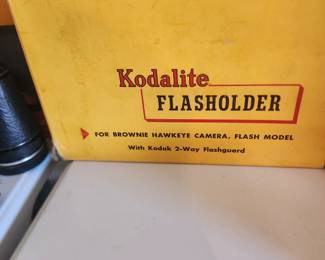 Kodalite
FLASHOLDER
FOR BROWNIE HAWKEYE CAMERA, FLASH MODEL
With Kodak 2-Way Flashguard